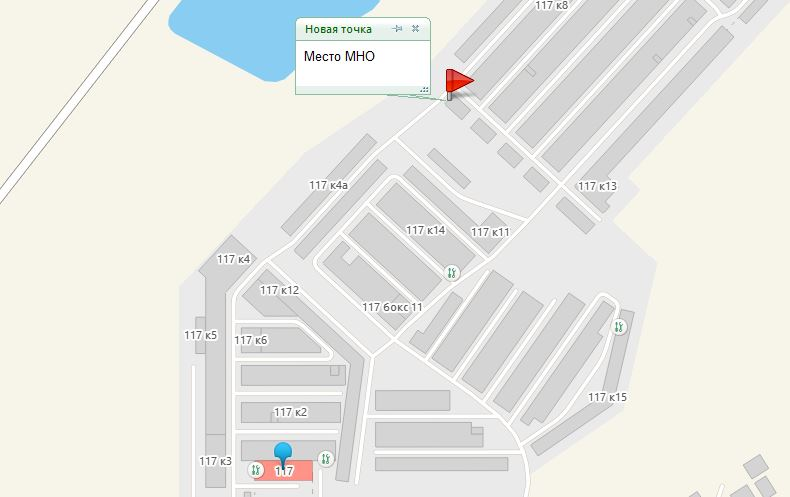 117 к8
Новая точка
Место МНО
117 к4а
117 к13
117 к14
117 к11
117 к4
117 к12
117 бокс 11
117 к5
117 к6
117 к15
117 к2
117 к3
117